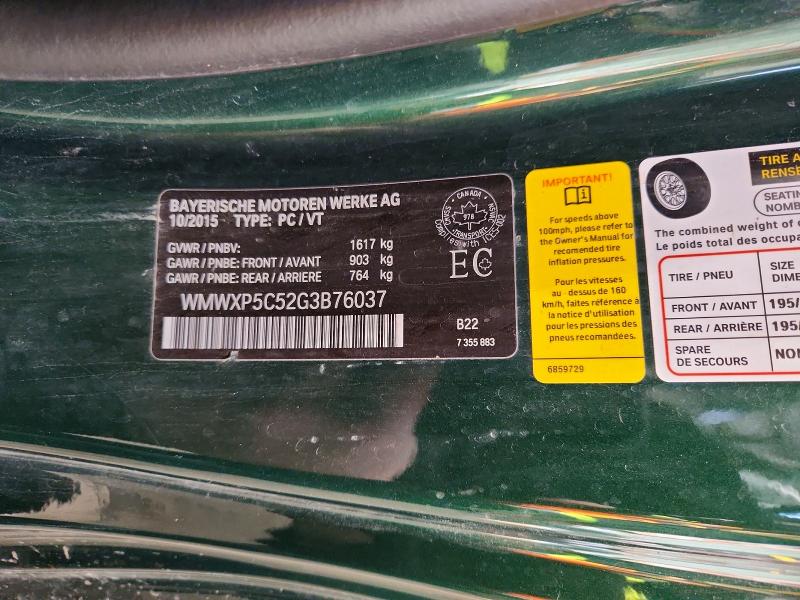 BAYERISCHE MOTOREN WERKE AG
10/2015 TYPE: PC / VT
GVWR / PNBV: 1617 kg
GAWR / PNBE: FRONT / AVANT 903 kg
GAWR / PNBE: REAR / ARRIERE 764 kg
WMWXP5C52G3B76037
CANADA
978
TRANSPORT
EC
B22
7 355 883
IMPORTANT!
For speeds above
100mph, please refer to
the Owner's Manual for
recomended tire
inflation pressures.
Pour les vitesses
au - dessus de 160
km/h, faites référence à
la notice d'utilisation
pour les pressions des
pneus recomandées.
6859729
TIRE A
RENSE
SEATIN
NOMB
The combined weight of
Le poids total des occupa
TIRE / PNEU SIZE
DIME
FRONT / AVANT 195/
REAR / ARRIÈRE 195/
SPARE
DE SECOURS NON